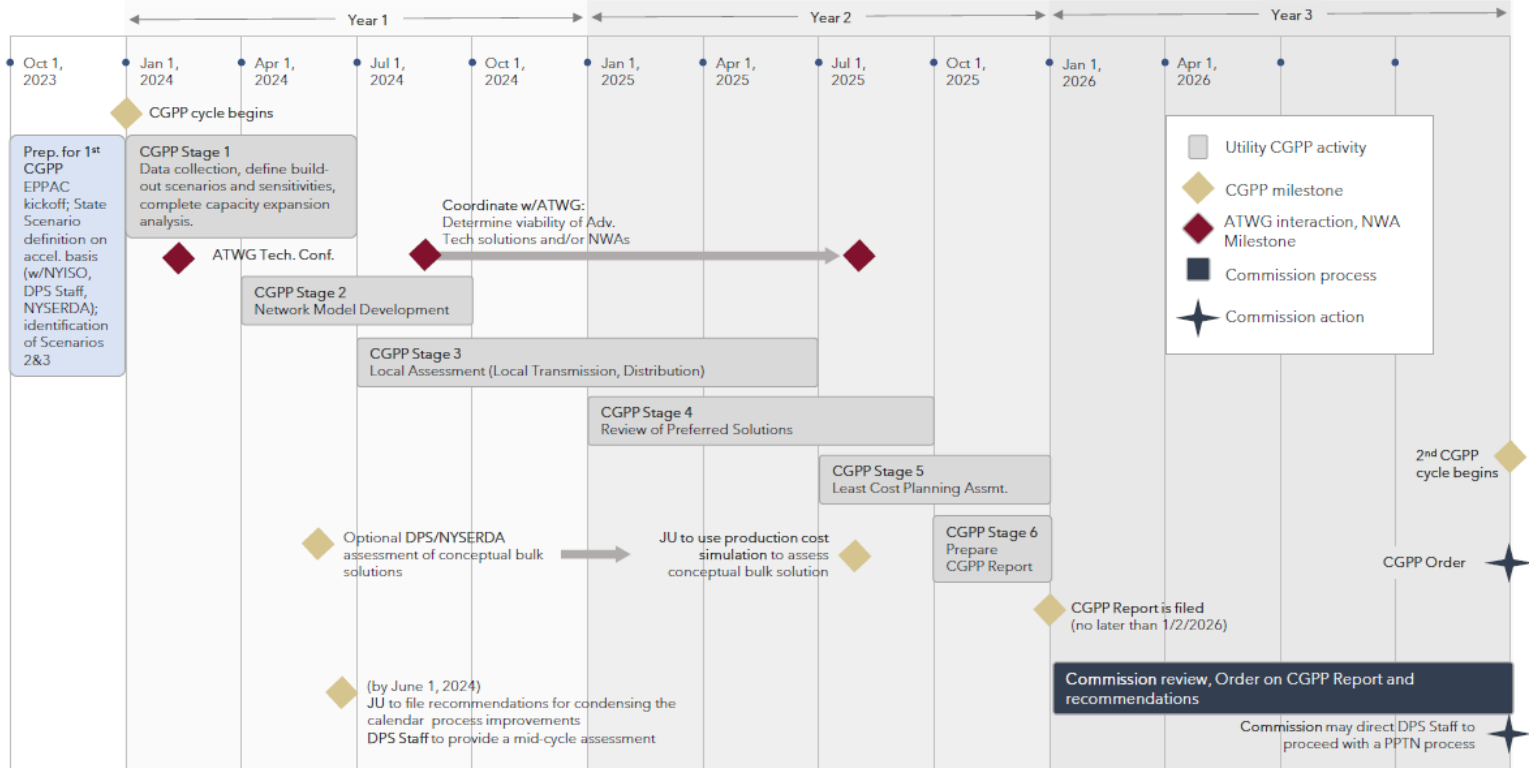 Year 1
Year 2
Year 3
Oct 1,
2023
Jan 1,
2024
Apr 1,
2024
Jul 1,
2024
Oct 1,
2024
Jan 1,
2025
Apr 1,
2025
Jul 1,
2025
Oct 1,
2025
Jan 1,
2026
Apr 1,
2026
CGPP cycle begins
Prep. for 1st
CGPP
EPPAC
kickoff; State
Scenario
definition on
accel. basis
(w/NYISO,
DPS Staff,
NYSERDA);
identification
of Scenarios
2&3
CGPP Stage 1
Data collection, define build-
out scenarios and sensitivities,
complete capacity expansion
analysis.
ATWG Tech. Conf.
Coordinate w/ATWG:
Determine viability of Adv.
Tech solutions and/or NWAs
Utility CGPP activity
CGPP milestone
ATWG interaction, NWA
Milestone
Commission process
Commission action
CGPP Stage 2
Network Model Development
CGPP Stage 3
Local Assessment (Local Transmission, Distribution)
CGPP Stage 4
Review of Preferred Solutions
CGPP Stage 5
Least Cost Planning Assmt.
2nd CGPP
cycle begins
Optional DPS/NYSERDA
assessment of conceptual bulk
solutions
JU to use production cost
simulation to assess
conceptual bulk solution
CGPP Stage 6
Prepare
CGPP Report
CGPP Order
CGPP Report is filed
(no later than 1/2/2026)
(by June 1, 2024)
JU to file recommendations for condensing the
calendar process improvements
DPS Staff to provide a mid-cycle assessment
Commission review, Order on CGPP Report and
recommendations
Commission may direct DPS Staff to
proceed with a PPTN process